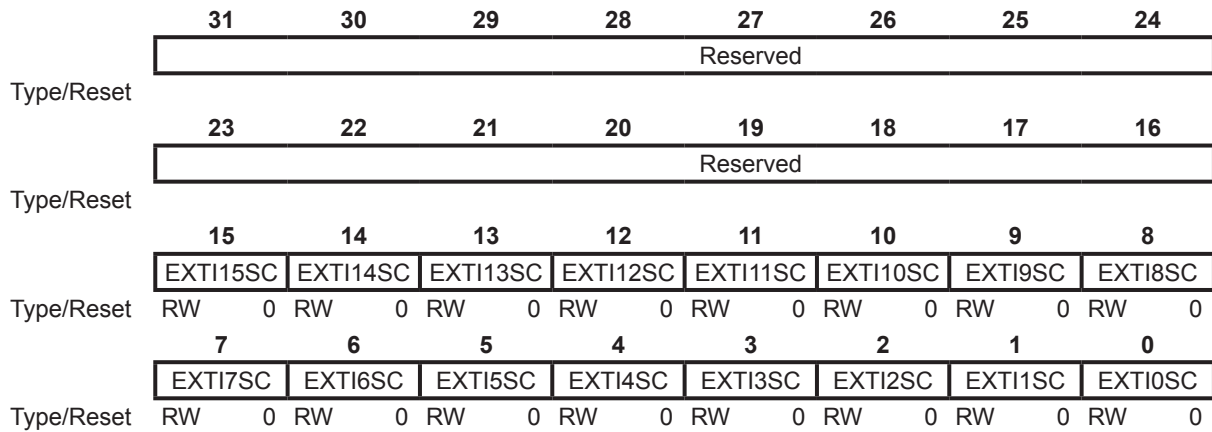 31 30 29 28 27 26 25 24
Reserved
Type/Reset
23 22 21 20 19 18 17 16
Reserved
Type/Reset
15 14 13 12 11 10 9 8
EXTI15SC EXTI14SC EXTI13SC EXTI12SC EXTI11SC EXTI10SC EXTI9SC EXTI8SC
Type/Reset RW 0 RW 0 RW 0 RW 0 RW 0 RW 0 RW 0 RW 0
7 6 5 4 3 2 1 0
EXTI7SC EXTI6SC EXTI5SC EXTI4SC EXTI3SC EXTI2SC EXTI1SC EXTI0SC
Type/Reset RW 0 RW 0 RW 0 RW 0 RW 0 RW 0 RW 0 RW 0